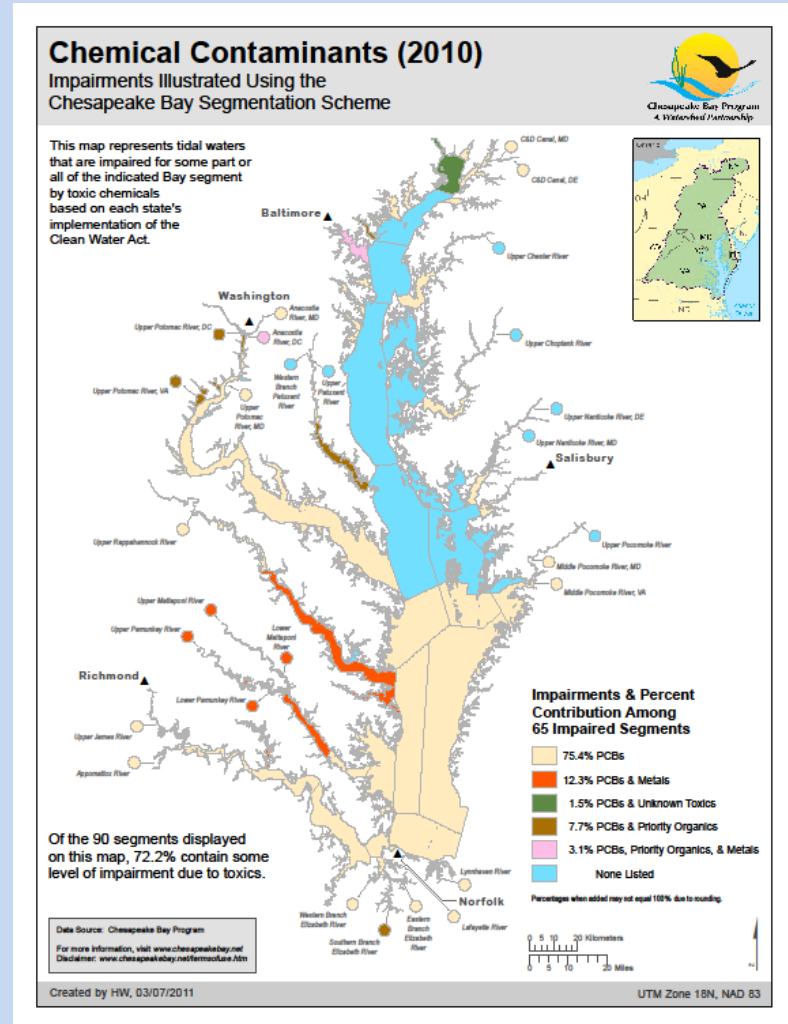 Chemical Contaminants (2010)
Impairments Illustrated Using the
Chesapeake Bay Segmentation Scheme
Chesapeake Bay Program
A Watershed Partnership
This map represents tidal waters
that are impaired for some part or
all of the indicated Bay segment
by toxic chemicals
based on each state's
implementation of the
Clean Water Act.
C&D Canal, MD
C&D Canal, DE
Baltimore
Upper Chester River
Washington
Anacostia
River, MD
Upper Potomac River, DC
Anacostia
River, DC
Upper Choptank River
Western
Branch
Patuxent
River
Upper
Patuxent
River
Upper Potomac River, VA
Upper
Potomac
River, MD
Upper Nanticoke River, DE
Upper Nanticoke River, MD
Salisbury
Upper Rappahannock River
Upper Pocomoke River
Middle Pocomoke River, MD
Middle Pocomoke River, VA
Upper Mattaponi River
Upper Pamunkey River
Lower
Mattaponi
River
Richmond
Lower Pamunkey River
Upper James River
Appomattox River
Impairments & Percent
Contribution Among
65 Impaired Segments
75.4% PCBs
12.3% PCBs & Metals
1.5% PCBs & Unknown Toxics
7.7% PCBs & Priority Organics
3.1% PCBs, Priority Organics, & Metals
None Listed
Percentages when added may not equal 100% due to rounding.
Of the 90 segments displayed
on this map, 72.2% contain some
level of impairment due to toxics.
Lynnhaven River
Norfolk
Lafayette River
Western Branch
Elizabeth River
Southern Branch
Elizabeth River
Eastern
Branch
Elizabeth
River
Data Source: Chesapeake Bay Program
For more information, visit www.chesapeakebay.net
Disclaimer: www.chesapeakebay.net/termsofuse.htm
0 5 10 20 Kilometers
0 5 10 20 Miles
Created by HW, 03/07/2011
UTM Zone 18N, NAD 83